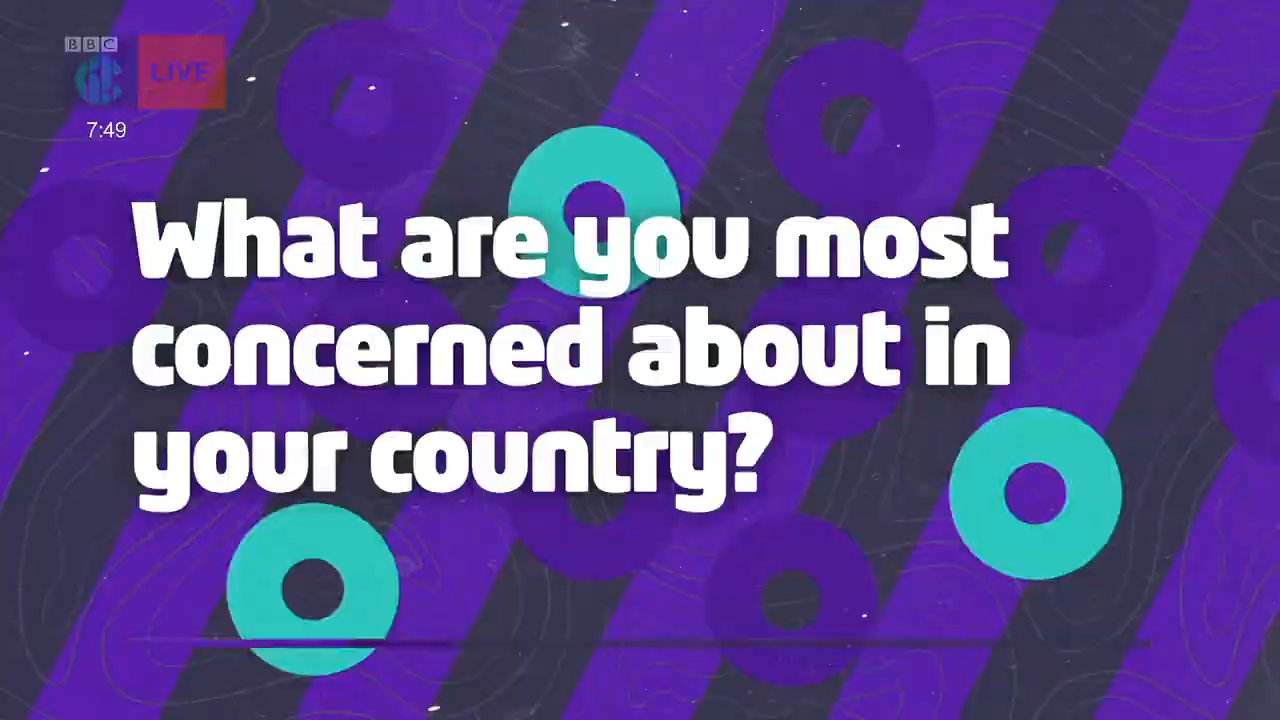 BBC
LIVE
7:49
What are you most
concerned about in
your country?